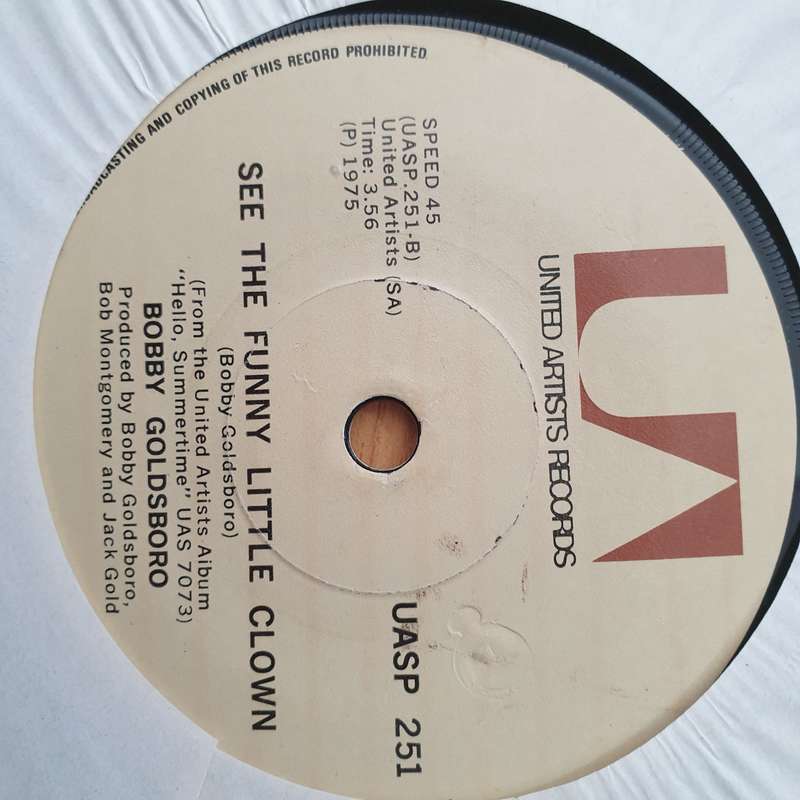 BROADCASTING AND COPYING OF THIS RECORD PROHIBITED
UA
UNITED ARTISTS RECORDS
SPEED 45
(UASP.251-B)
United Artists (SA)
Time: 3.56
(P) 1975
UASP 251
SEE THE FUNNY LITTLE CLOWN
(Bobby Goldsboro)
(From the United Artists Album
"Hello, Summertime" UAS 7073)
BOBBY GOLDSBORO
Produced by Bobby Goldsboro,
Bob Montgomery and Jack Gold